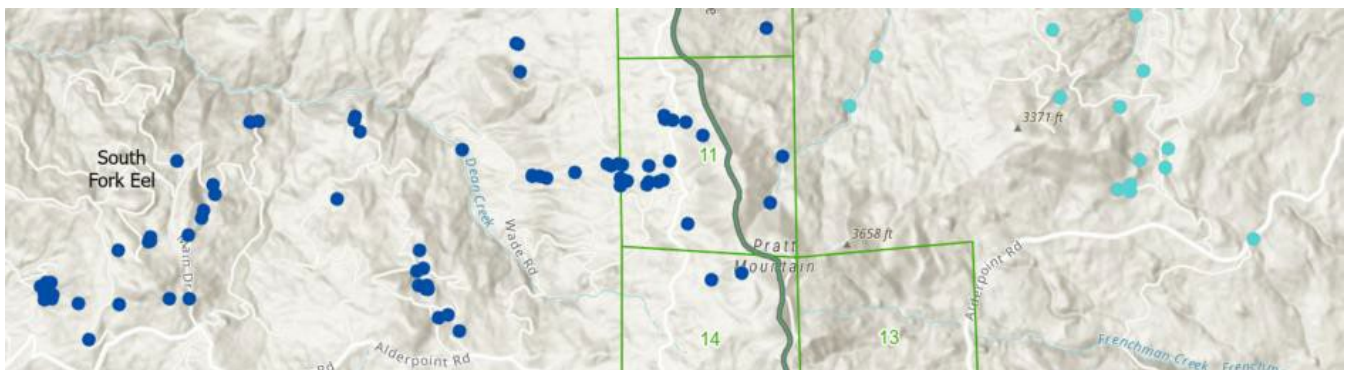 3371 ft
South
Fork Eel
11
Dean Creek
Wade Rd
3658 ft
Pratt
Mountain
Alderpoint Rd
14
13
Alderpoint Rd
Rd
Frenchman Creek